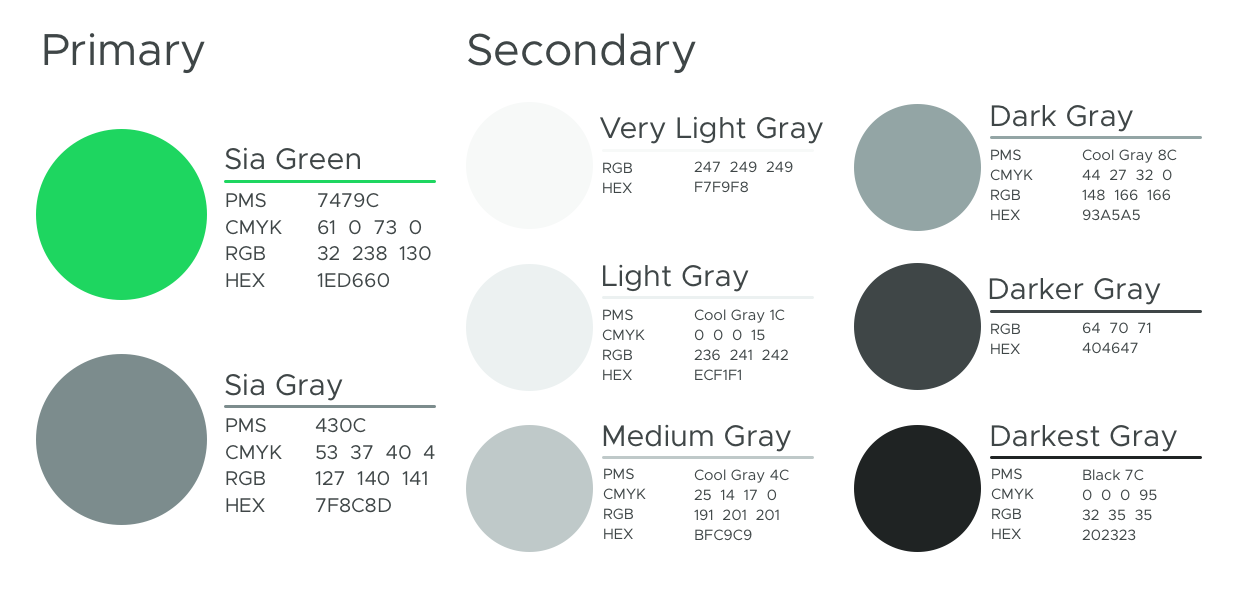 Primary
Sia Green
PMS 7479C
CMYK 61 0 73 0
RGB 32 238 130
HEX 1ED660
Sia Gray
PMS 430C
CMYK 53 37 40 4
RGB 127 140 141
HEX 7F8C8D
Secondary
Very Light Gray
RGB 247 249 249
HEX F7F9F8
Light Gray
PMS Cool Gray 1C
CMYK 0 0 0 15
RGB 236 241 242
HEX ECF1F1
Medium Gray
PMS Cool Gray 4C
CMYK 25 14 17 0
RGB 191 201 201
HEX BFC9C9
Dark Gray
PMS Cool Gray 8C
CMYK 44 27 32 0
RGB 148 166 166
HEX 93A5A5
Darker Gray
RGB 64 70 71
HEX 404647
Darkest Gray
PMS Black 7C
CMYK 0 0 0 95
RGB 32 35 35
HEX 202323